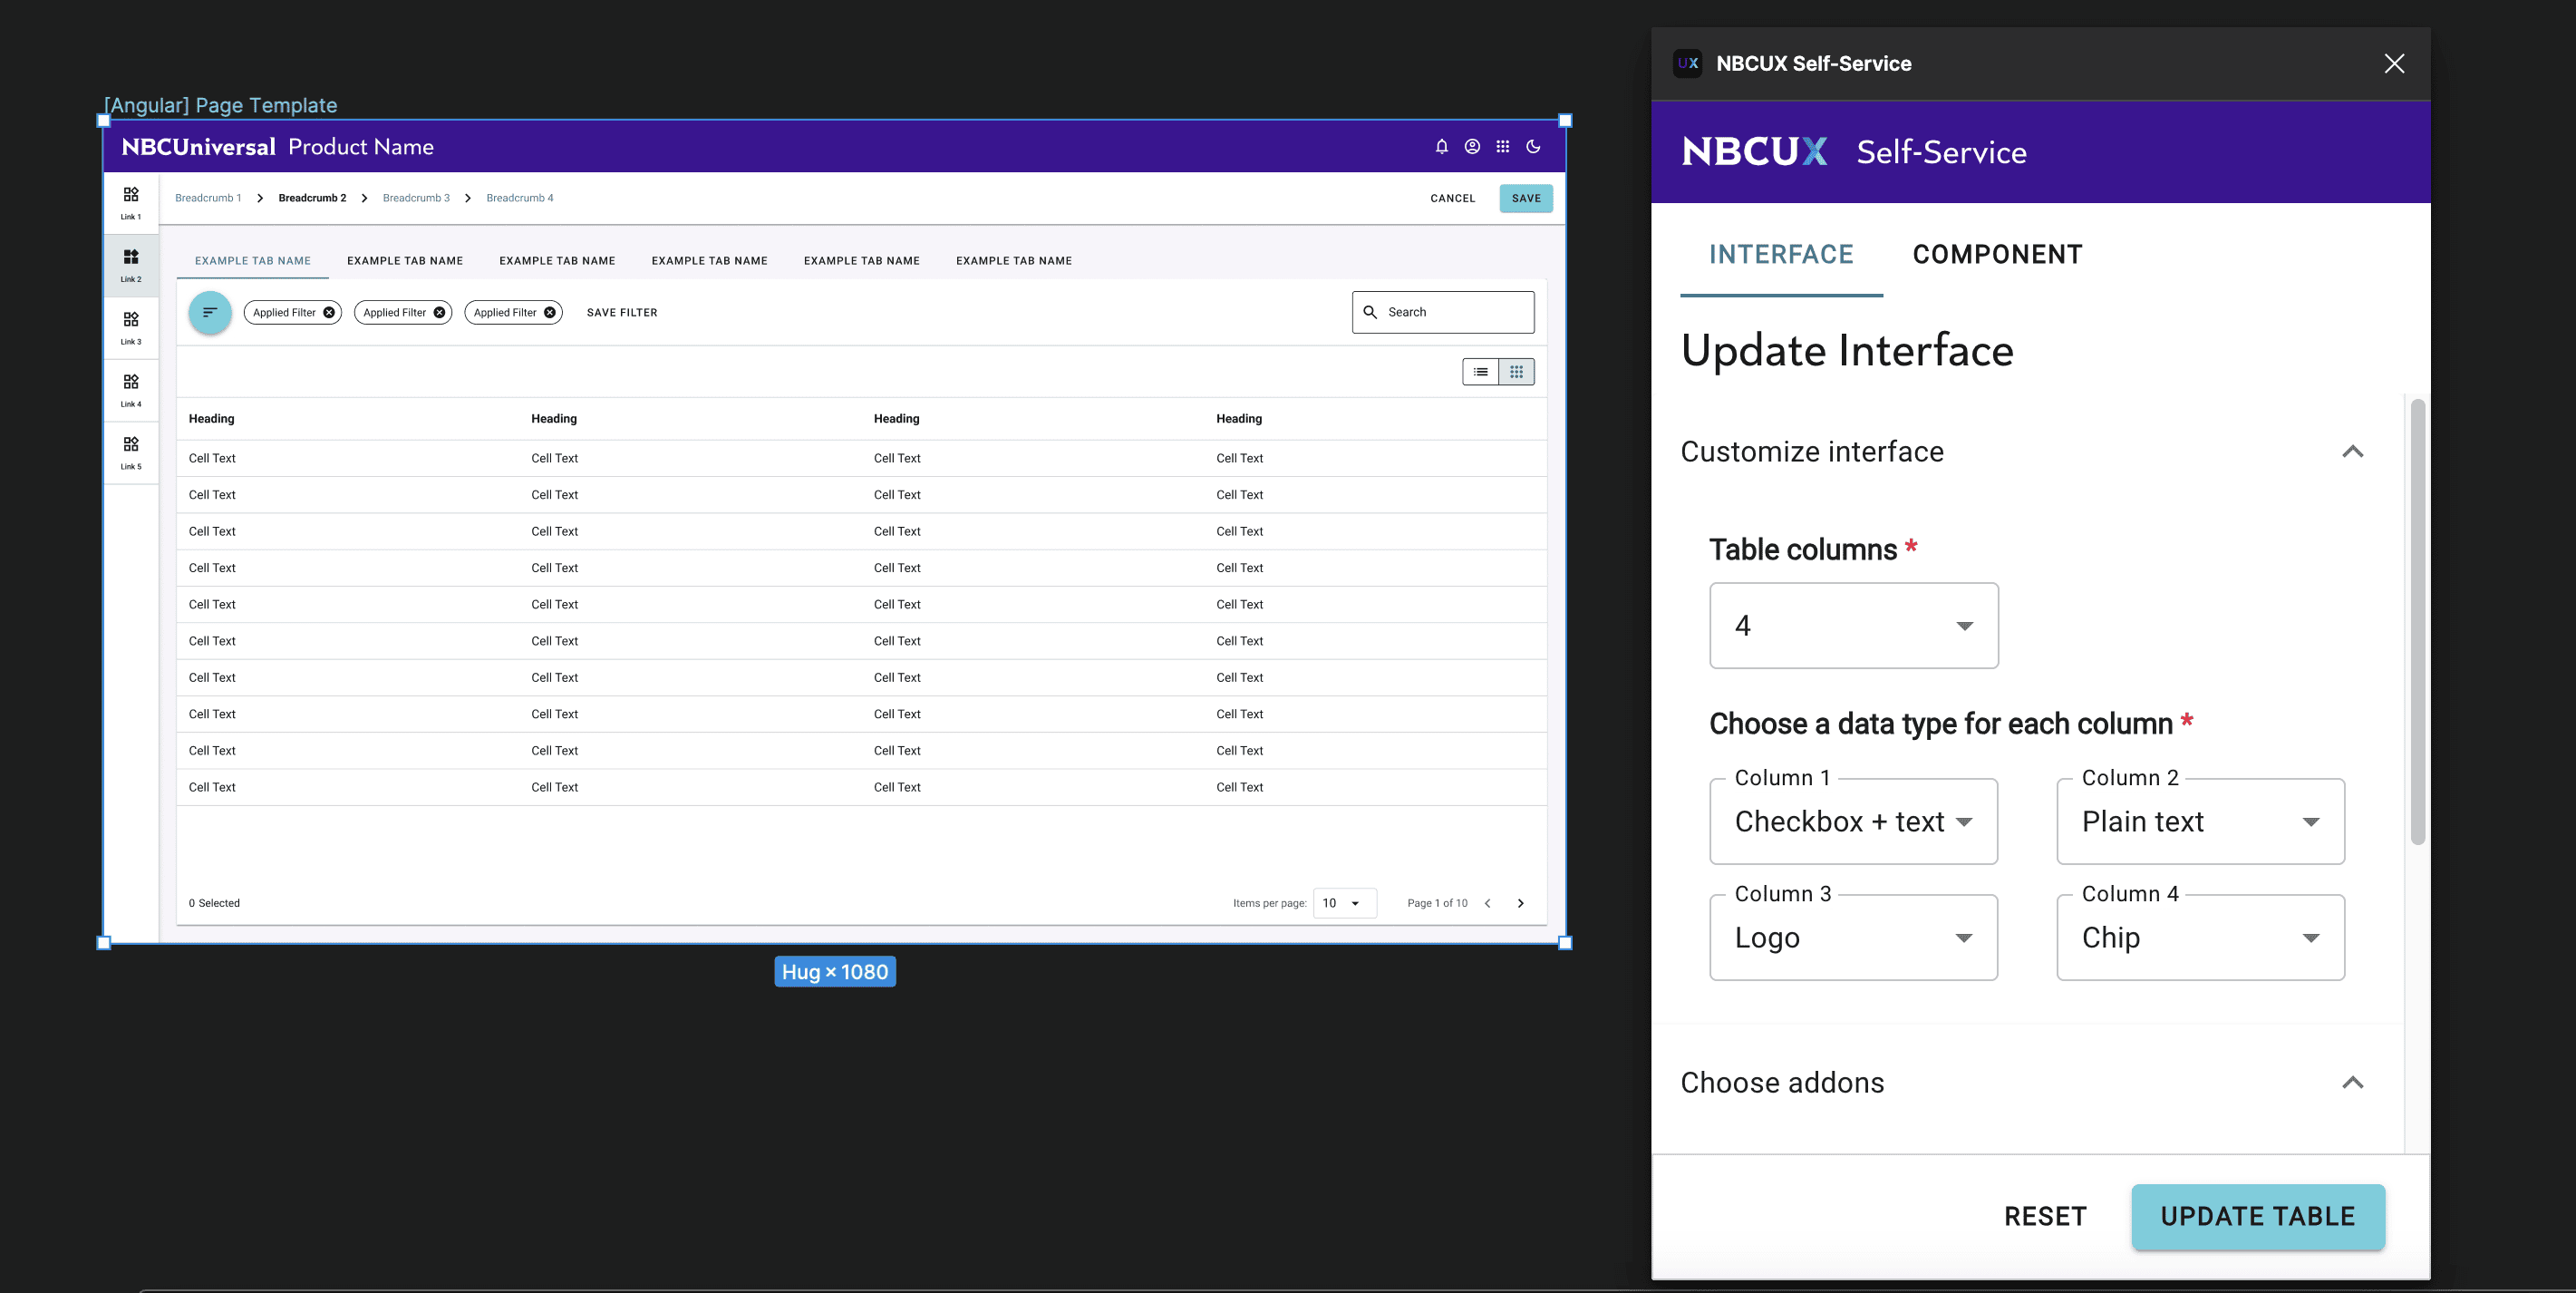 [Angular] Page Template
NBCUniversal Product Name
Link 1
Link 2
Link 3
Link 4
Link 5
Breadcrumb 1 Breadcrumb 2 Breadcrumb 3 Breadcrumb 4 CANCEL SAVE
EXAMPLE TAB NAME EXAMPLE TAB NAME EXAMPLE TAB NAME EXAMPLE TAB NAME EXAMPLE TAB NAME EXAMPLE TAB NAME
Applied Filter Applied Filter Applied Filter SAVE FILTER Search
Heading Heading Heading Heading
Cell Text Cell Text Cell Text Cell Text
Cell Text Cell Text Cell Text Cell Text
Cell Text Cell Text Cell Text Cell Text
Cell Text Cell Text Cell Text Cell Text
Cell Text Cell Text Cell Text Cell Text
Cell Text Cell Text Cell Text Cell Text
Cell Text Cell Text Cell Text Cell Text
Cell Text Cell Text Cell Text Cell Text
Cell Text Cell Text Cell Text Cell Text
Cell Text Cell Text Cell Text Cell Text
0 Selected Items per page: 10 Page 1 of 10
Hug × 1080
UX NBCUX Self-Service
NBCUX Self-Service
INTERFACE COMPONENT
Update Interface
Customize interface
Table columns *
4
Choose a data type for each column *
Column 1 Column 2
Checkbox + text Plain text
Column 3 Column 4
Logo Chip
Choose addons
RESET UPDATE TABLE